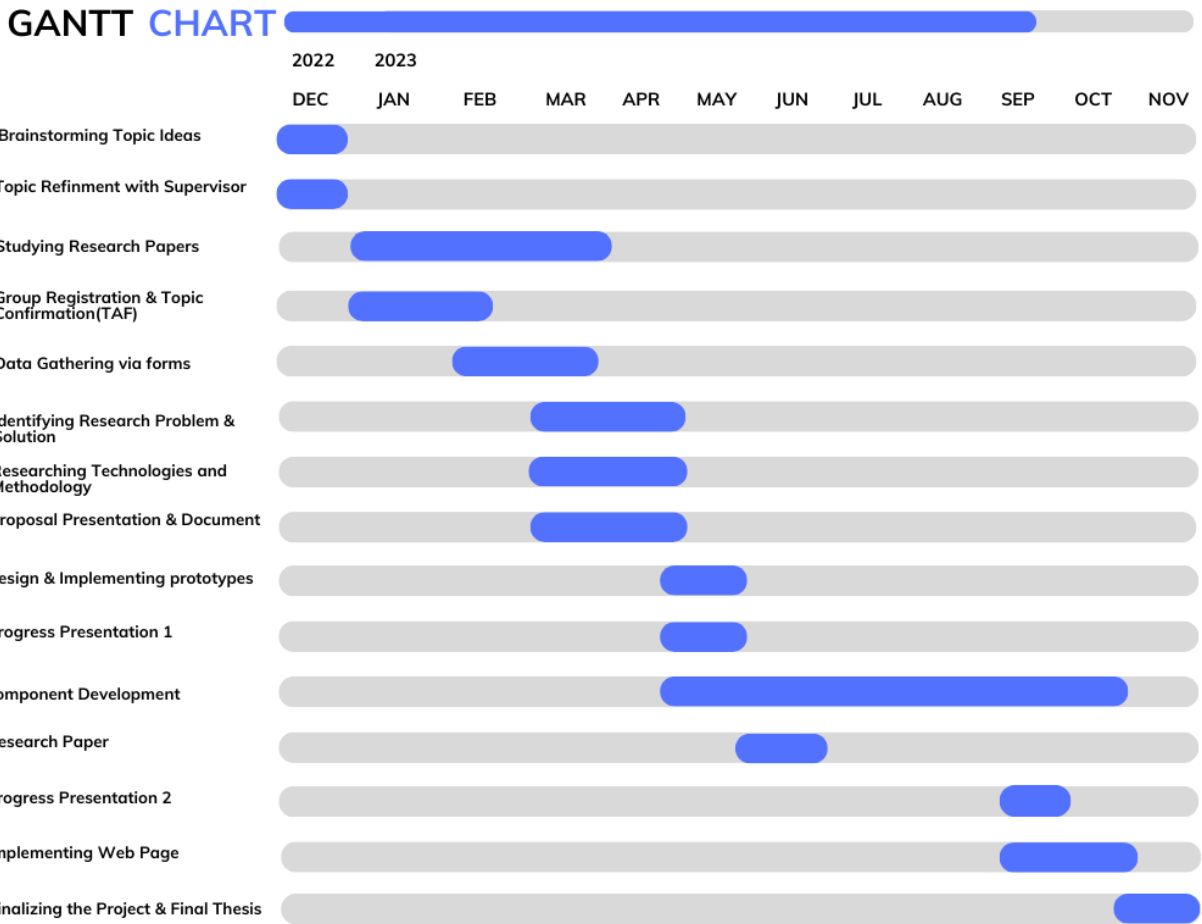 GANTT CHART
2022 2023
DEC JAN FEB MAR APR MAY JUN JUL AUG SEP OCT NOV
Brainstorming Topic Ideas
Topic Refinment with Supervisor
Studying Research Papers
Group Registration & Topic
Confirmation(TAF)
Data Gathering via forms
dentifying Research Problem &
Solution
Researching Technologies and
Methodology
roposal Presentation & Document
esign & Implementing prototypes
rogress Presentation 1
omponent Development
esearch Paper
rogress Presentation 2
mplementing Web Page
inalizing the Project & Final Thesis